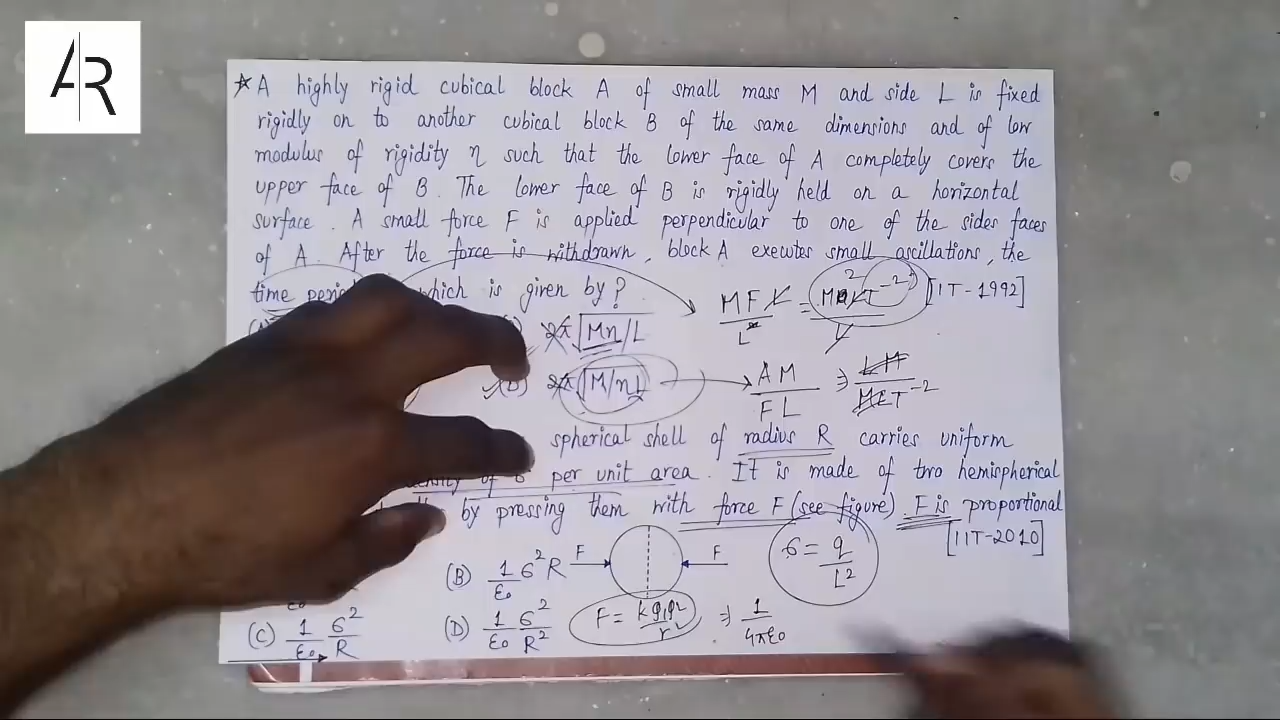 AR
☆A highly rigid cubical block A of small mass M and side L is fixed
rigidly on to another cubical block B of the same dimensions and of low
modulus of rigidity η such that the lower face of A completely covers the
upper face of B. The lower face of B is rigidly held on a horizontal
surface. A small force F is applied perpendicular to one of the sides faces
of A. After the force is withdrawn, block A executes small oscillations, the
time which is given by? [IIT-1992]
2π√Mη/L
2π√M/ηL
AM/FL ⇒
spherical shell of radius R carries uniform
of σ per unit area. It is made of two hemispherical
by pressing them with force F (see figure). F is proportional
[IIT-2010]
(B) 1/ε₀ σ²R F F σ = q/L²
(C) 1/ε₀ σ²/R (D) 1/ε₀ σ²/R² ⇒ 1/4πε₀